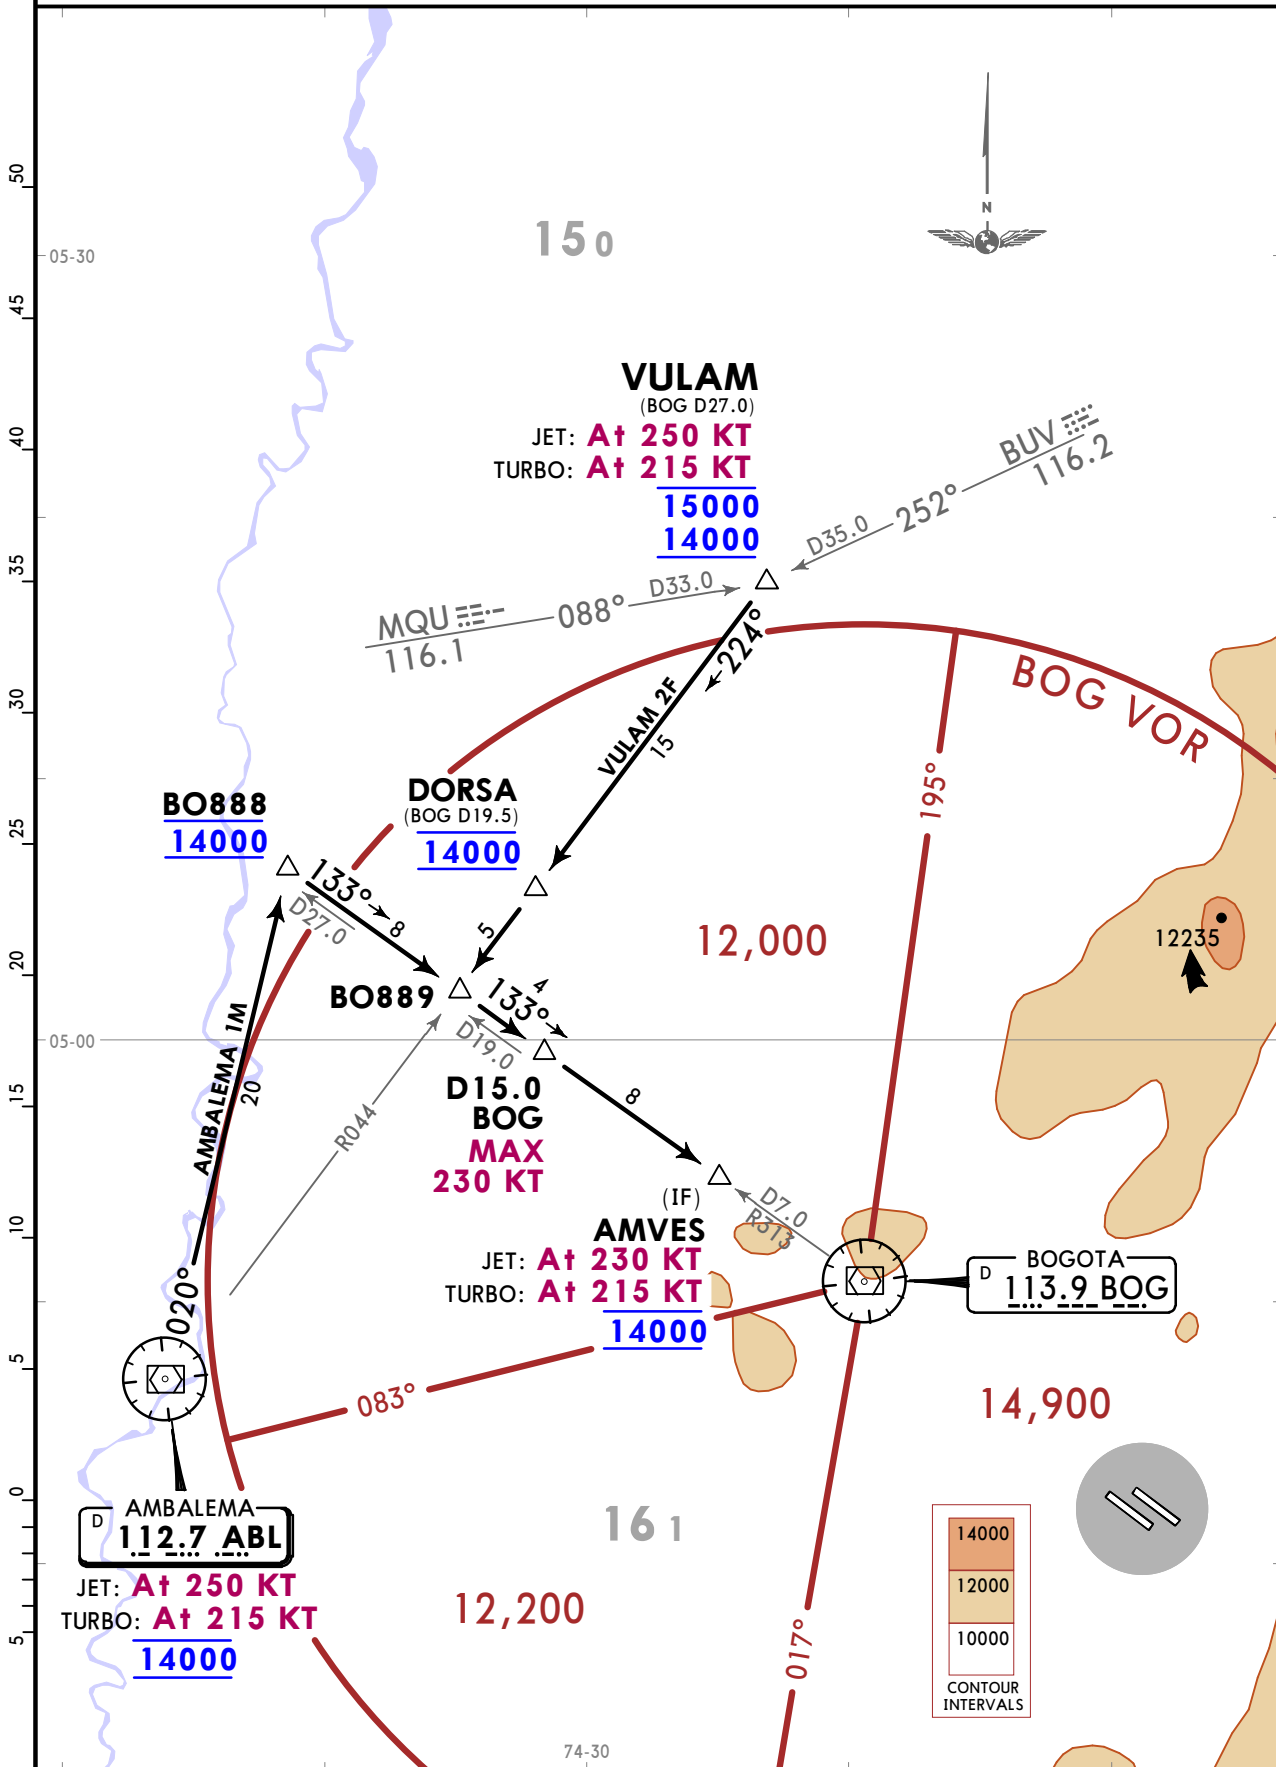 50
45
40
35
30
25
20
15
10
5
0
5
05-30
15 0
N
VULAM
(BOG D27.0)
JET: At 250 KT
TURBO: At 215 KT
15000
14000
BUV
116.2
252°
D35.0
MQU
116.1
088°
D33.0
224°
VULAM 2F
15
BOG VOR
195°
BO888
14000
DORSA
(BOG D19.5)
14000
133°
8
D27.0
5
12,000
12235
BO889
4
133°
D19.0
05-00
AMBALEMA 1M
20
R044
D15.0
BOG
MAX
230 KT
8
(IF)
AMVES
JET: At 230 KT
TURBO: At 215 KT
14000
D7.0
R313
D
BOGOTA
113.9 BOG
020°
083°
14,900
D
AMBALEMA
112.7 ABL
JET: At 250 KT
TURBO: At 215 KT
14000
16 1
12,200
017°
14000
12000
10000
CONTOUR
INTERVALS
74-30